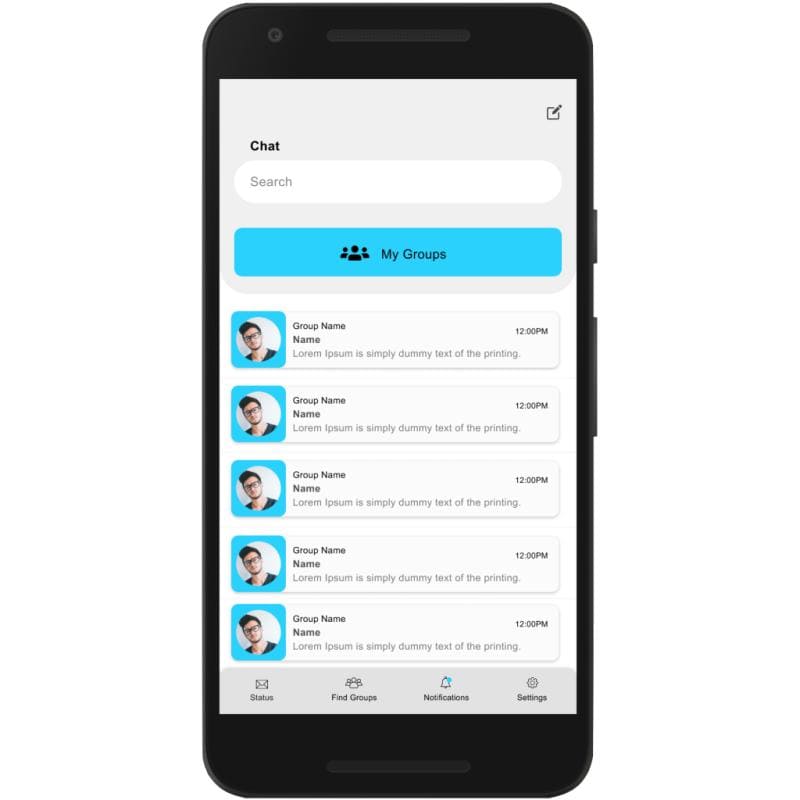 Chat
Search
My Groups
Group Name
12:00PM
Name
Lorem Ipsum is simply dummy text of the printing.
Group Name
12:00PM
Name
Lorem Ipsum is simply dummy text of the printing.
Group Name
12:00PM
Name
Lorem Ipsum is simply dummy text of the printing.
Group Name
12:00PM
Name
Lorem Ipsum is simply dummy text of the printing.
Group Name
12:00PM
Name
Lorem Ipsum is simply dummy text of the printing.
Status
Find Groups
Notifications
Settings